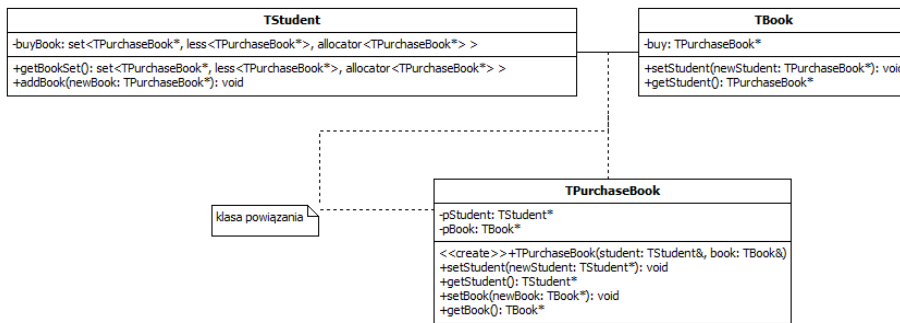 TStudent
-buyBook: set<TPurchaseBook*, less<TPurchaseBook*>, allocator<TPurchaseBook*> >
+getBookSet(): set<TPurchaseBook*, less<TPurchaseBook*>, allocator<TPurchaseBook*> >
+addBook(newBook: TPurchaseBook*): void
TBook
-buy: TPurchaseBook*
+setStudent(newStudent: TPurchaseBook*): void
+getStudent(): TPurchaseBook*
klasa powiązania
TPurchaseBook
-pStudent: TStudent*
-pBook: TBook*
<<create>>+TPurchaseBook(student: TStudent&, book: TBook&)
+setStudent(newStudent: TStudent*): void
+getStudent(): TStudent*
+setBook(newBook: TBook*): void
+getBook(): TBook*